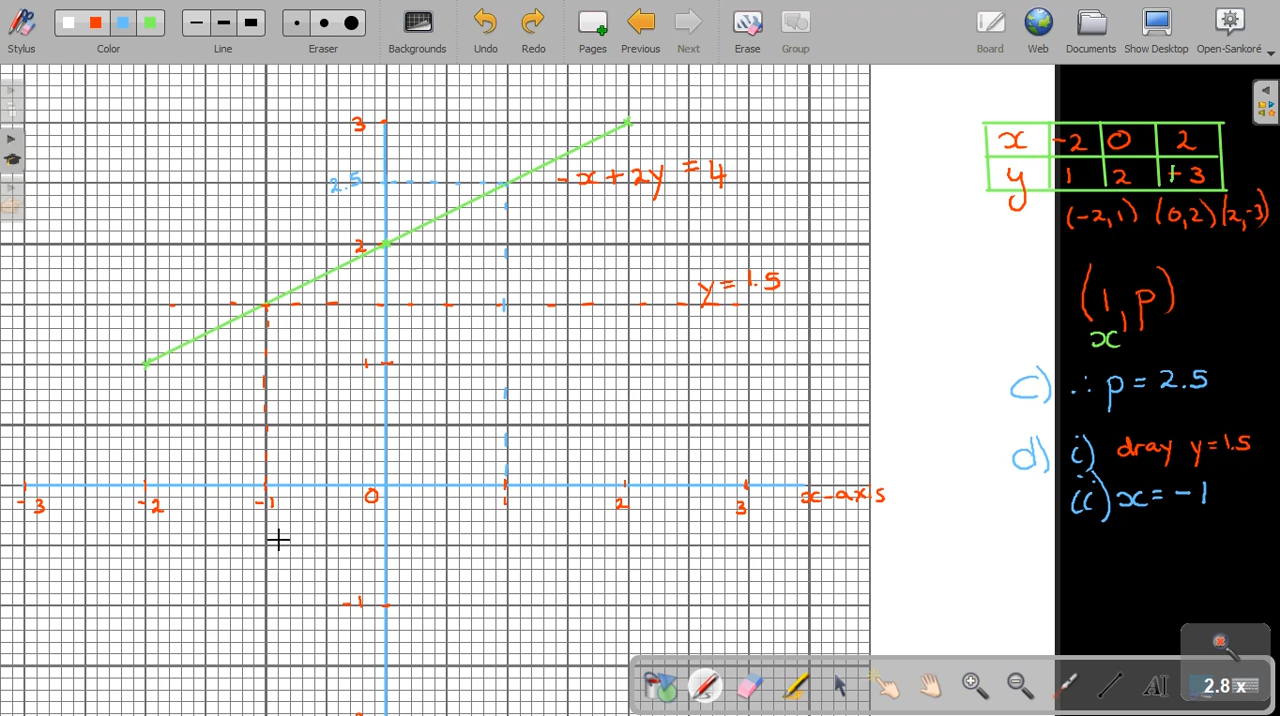 Stylus Color Line Eraser Backgrounds Undo Redo Pages Previous Next Erase Group Board Web Documents Show Desktop Open-Sankoré
3
2.5
-x+2y=4
2
y=1.5
1
-3 -2 -1 0 1 2 3 x-axis
-1
x -2 0 2
y 1 2 +3
(-2,1) (0,2) (2,-3)
(1,p)
x
c) ∴ p = 2.5
d) i) dray y=1.5
(ii) x = -1
2.8 x